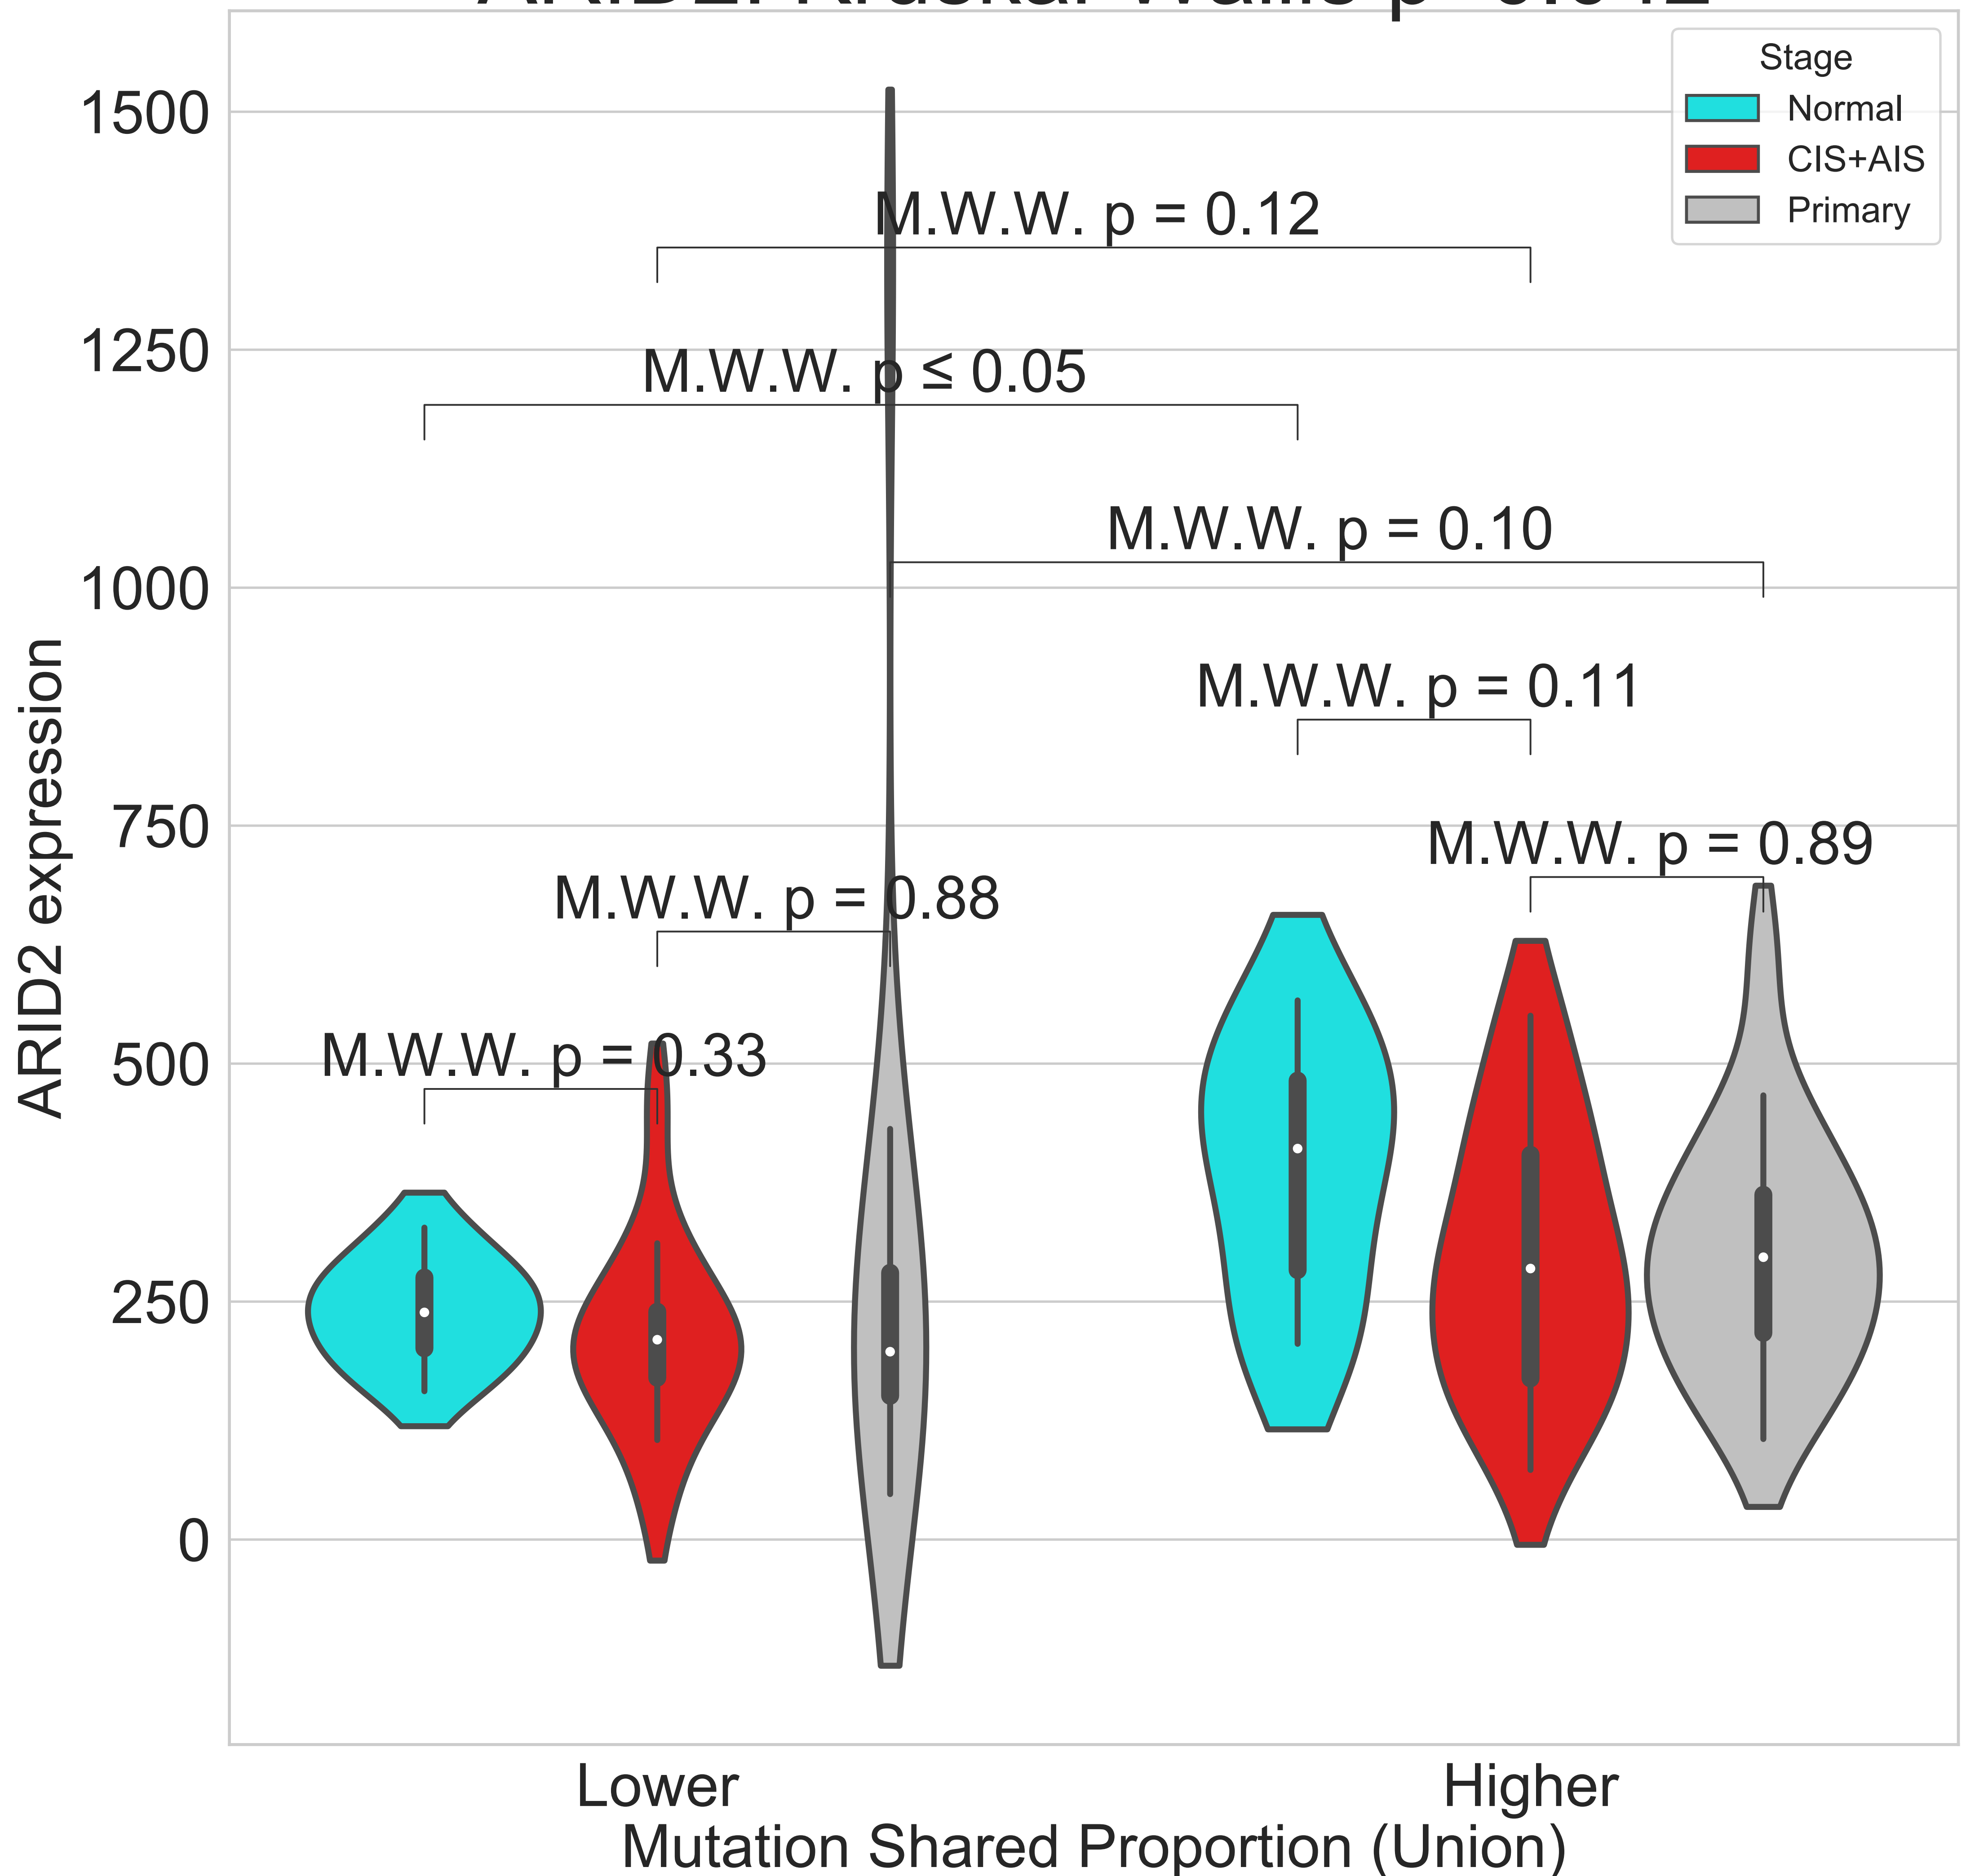 Stage
Normal
CIS+AIS
Primary
1500
1250
1000
750
500
250
0
ARID2 expression
M.W.W. p = 0.12
M.W.W. p ≤ 0.05
M.W.W. p = 0.10
M.W.W. p = 0.11
M.W.W. p = 0.89
M.W.W. p = 0.88
M.W.W. p = 0.33
Lower
Higher
Mutation Shared Proportion (Union)